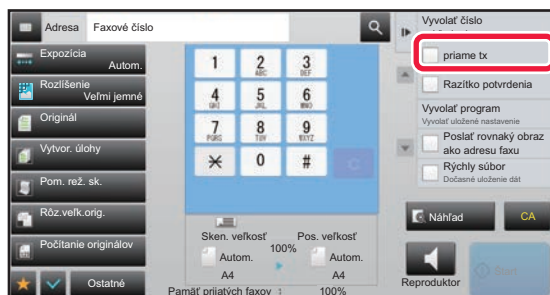 Adresa
Faxové číslo
Expozícia
Autom.
Rozlíšenie
Veľmi jemné
Originál
Vytvor. úlohy
Pom. rež. sk.
Rôz.veľk.orig.
Počítanie originálov
Ostatné
1
2
ABC
3
DEF
4
GHI
5
JKL
6
MNO
7
PQRS
8
TUV
9
WXYZ
0
#
C
Sken. veľkosť
Pos. veľkosť
100%
Autom.
Autom.
A4
A4
Pamäť prijatých faxov :
100%
Vyvolať číslo
priame tx
Razítko potvrdenia
Vyvolať program
Vyvolať uložené nastavenie
Poslať rovnaký obraz
ako adresu faxu
Rýchly súbor
Dočasné uloženie dát
Náhľad
CA
Reproduktor
Štart